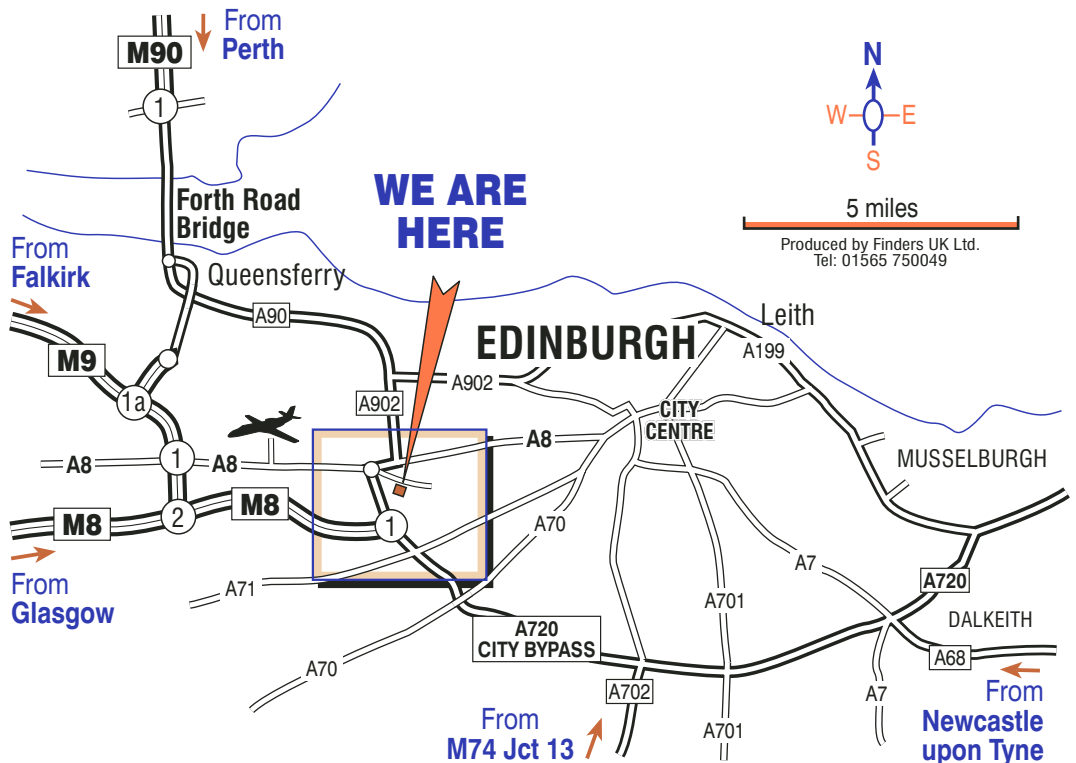 From
Perth
M90
1
N
W
E
S
5 miles
Produced by Finders UK Ltd.
Tel: 01565 750049
WE ARE
HERE
Forth Road
Bridge
From
Falkirk
Queensferry
A90
Leith
EDINBURGH
A199
M9
A902
A902
1a
CITY
CENTRE
A8
A8
1
A8
MUSSELBURGH
M8
M8
2
1
A70
A7
From
Glasgow
A71
A720
A701
DALKEITH
A720
CITY BYPASS
A68
A70
A702
A7
From
M74 Jct 13
A701
From
Newcastle
upon Tyne